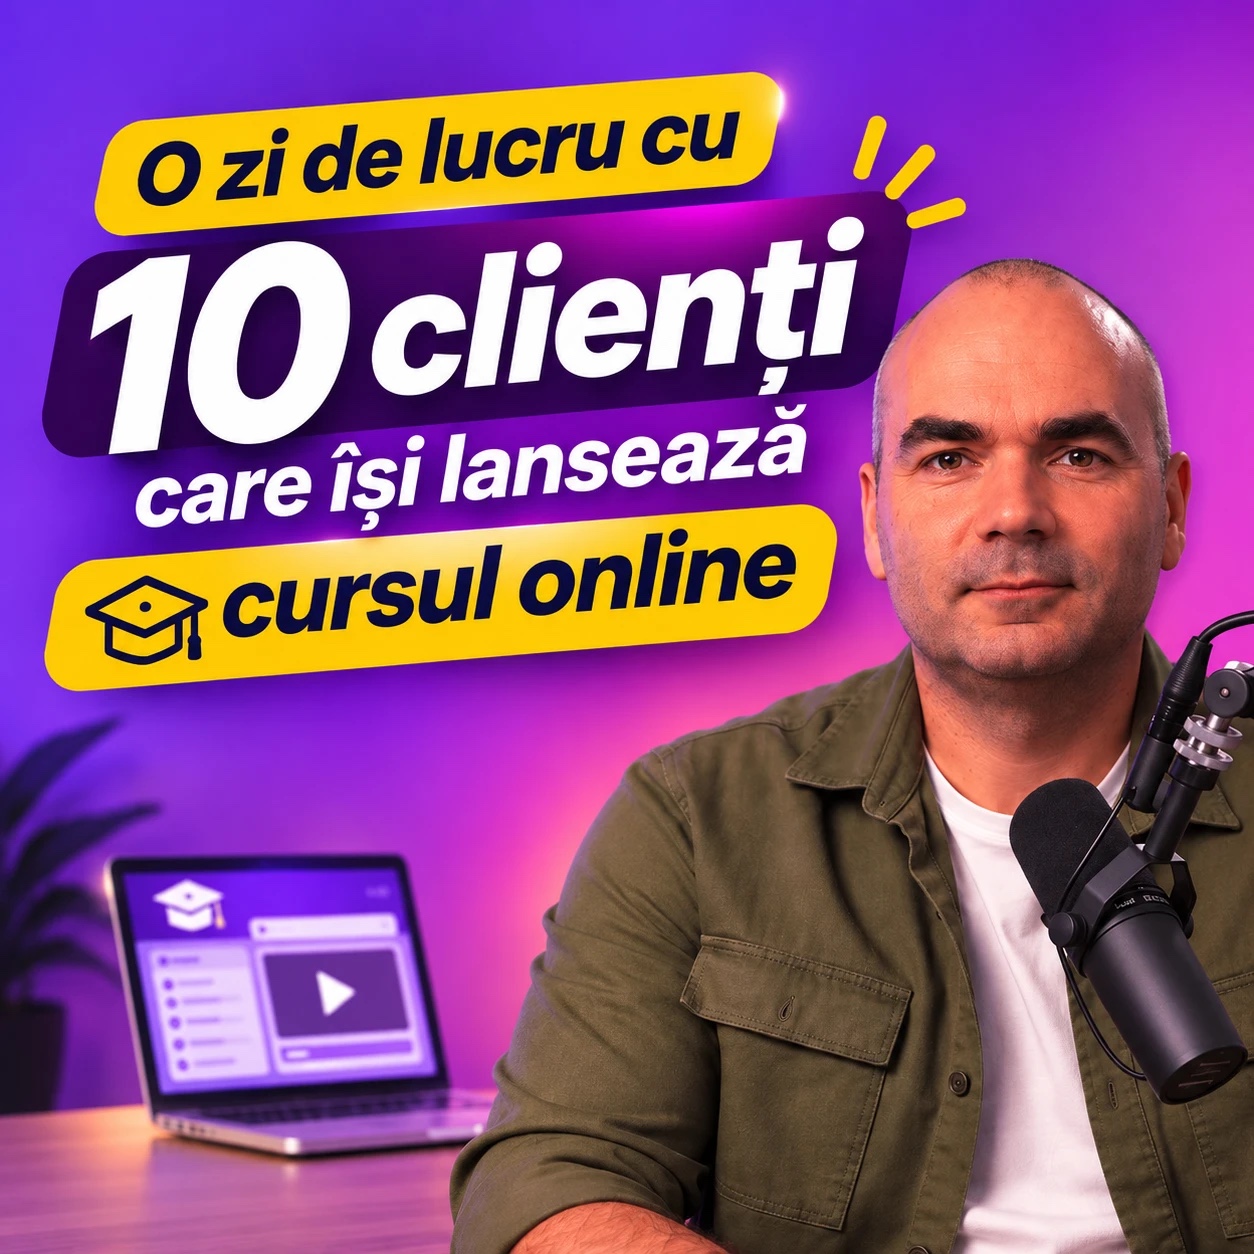 O zi de lucru cu
10 clienți
care își lansează
cursul online